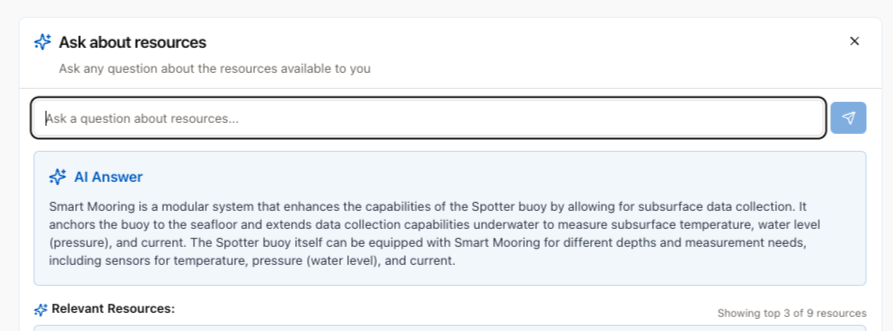 Ask about resources
Ask any question about the resources available to you
Ask a question about resources...
AI Answer
Smart Mooring is a modular system that enhances the capabilities of the Spotter buoy by allowing for subsurface data collection. It
anchors the buoy to the seafloor and extends data collection capabilities underwater to measure subsurface temperature, water level
(pressure), and current. The Spotter buoy itself can be equipped with Smart Mooring for different depths and measurement needs,
including sensors for temperature, pressure (water level), and current.
Relevant Resources:
Showing top 3 of 9 resources